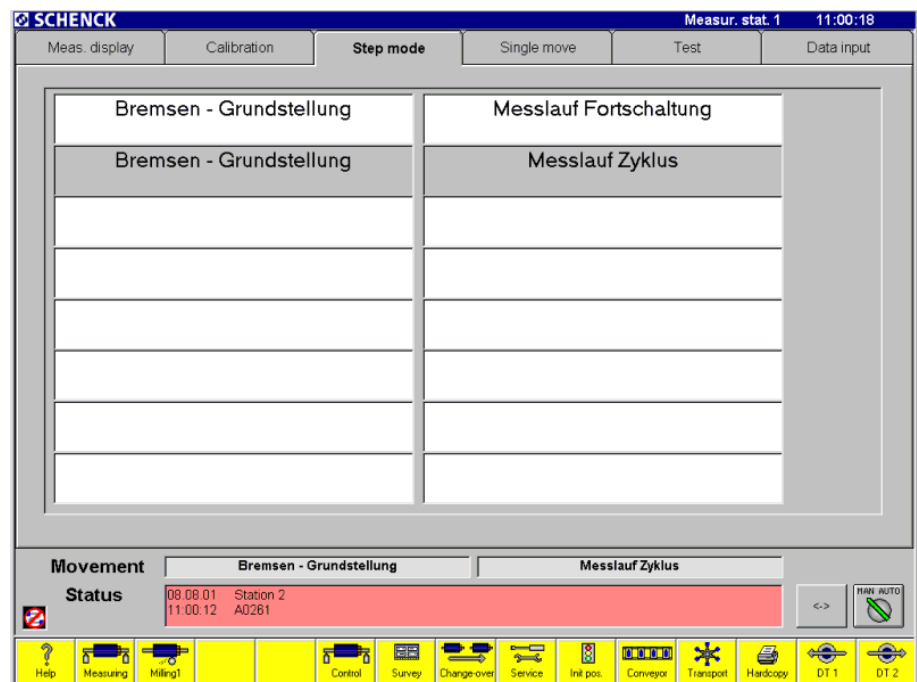 SCHENCK Measur. stat. 1 11:00:18
Meas. display Calibration Step mode Single move Test Data input
Bremsen - Grundstellung Messlauf Fortschaltung
Bremsen - Grundstellung Messlauf Zyklus
Movement Bremsen - Grundstellung Messlauf Zyklus
Status 08.08.01 Station 2
11:00:12 A0261
<-> MAN AUTO
Help Measuring Milling1 Control Survey Change-over Service Init pos. Conveyor Transport Hardcopy DT 1 DT 2